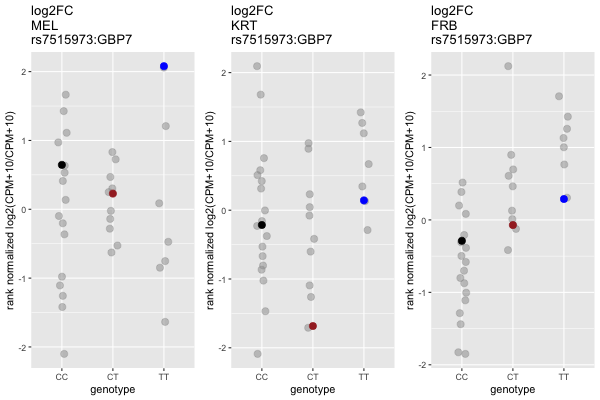 log2FC
MEL
rs7515973:GBP7
rank normalized log2(CPM+10/CPM+10)
2
1
0
-1
-2
CC
CT
TT
genotype
log2FC
KRT
rs7515973:GBP7
rank normalized log2(CPM+10/CPM+10)
2
1
0
-1
-2
CC
CT
TT
genotype
log2FC
FRB
rs7515973:GBP7
rank normalized log2(CPM+10/CPM+10)
2
1
0
-1
-2
CC
CT
TT
genotype